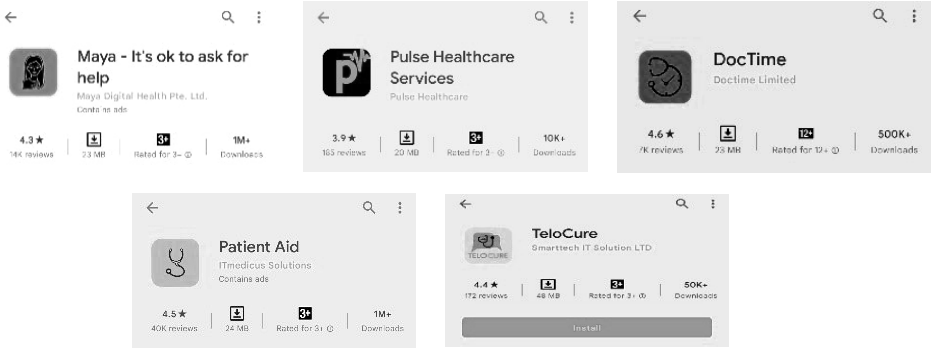 Maya - It's ok to ask for
help
Maya Digital Health Pte. Ltd.
Contains ads
4.3★ 3+ 1M+
14K reviews 23 MB Rated for 3+ Downloads
P
Pulse Healthcare
Services
Pulse Healthcare
3.9★ 3+ 10K+
165 reviews 20 MB Rated for 3+ Downloads
DocTime
Doctime Limited
4.6★ 12+ 500K+
7K reviews 23 MB Rated for 12+ Downloads
Patient Aid
ITmedicus Solutions
Contains ads
4.5★ 3+ 1M+
40K reviews 24 MB Rated for 3+ Downloads
TELOCURE
TeloCure
Smarttech IT Solution LTD
4.4★ 3+ 50K+
172 reviews 48 MB Rated for 3+ Downloads
Install